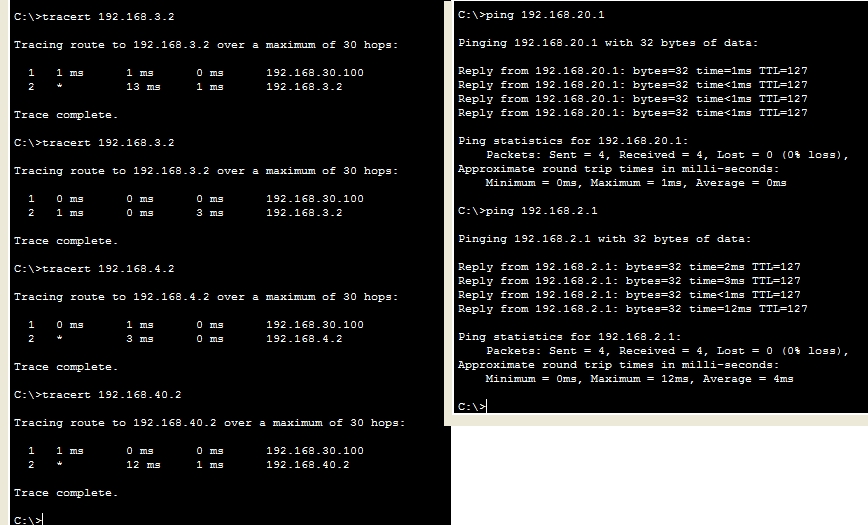 C:\>tracert 192.168.3.2
Tracing route to 192.168.3.2 over a maximum of 30 hops:
1 1 ms 1 ms 0 ms 192.168.30.100
2 * 13 ms 1 ms 192.168.3.2
Trace complete.
C:\>tracert 192.168.3.2
Tracing route to 192.168.3.2 over a maximum of 30 hops:
1 0 ms 0 ms 0 ms 192.168.30.100
2 1 ms 0 ms 3 ms 192.168.3.2
Trace complete.
C:\>tracert 192.168.4.2
Tracing route to 192.168.4.2 over a maximum of 30 hops:
1 0 ms 1 ms 0 ms 192.168.30.100
2 * 3 ms 0 ms 192.168.4.2
Trace complete.
C:\>tracert 192.168.40.2
Tracing route to 192.168.40.2 over a maximum of 30 hops:
1 1 ms 0 ms 0 ms 192.168.30.100
2 * 12 ms 1 ms 192.168.40.2
Trace complete.
C:\>
C:\>ping 192.168.20.1
Pinging 192.168.20.1 with 32 bytes of data:
Reply from 192.168.20.1: bytes=32 time=1ms TTL=127
Reply from 192.168.20.1: bytes=32 time<1ms TTL=127
Reply from 192.168.20.1: bytes=32 time<1ms TTL=127
Reply from 192.168.20.1: bytes=32 time<1ms TTL=127
Ping statistics for 192.168.20.1:
Packets: Sent = 4, Received = 4, Lost = 0 (0% loss),
Approximate round trip times in milli-seconds:
Minimum = 0ms, Maximum = 1ms, Average = 0ms
C:\>ping 192.168.2.1
Pinging 192.168.2.1 with 32 bytes of data:
Reply from 192.168.2.1: bytes=32 time=2ms TTL=127
Reply from 192.168.2.1: bytes=32 time=3ms TTL=127
Reply from 192.168.2.1: bytes=32 time<1ms TTL=127
Reply from 192.168.2.1: bytes=32 time=12ms TTL=127
Ping statistics for 192.168.2.1:
Packets: Sent = 4, Received = 4, Lost = 0 (0% loss),
Approximate round trip times in milli-seconds:
Minimum = 0ms, Maximum = 12ms, Average = 4ms
C:\>